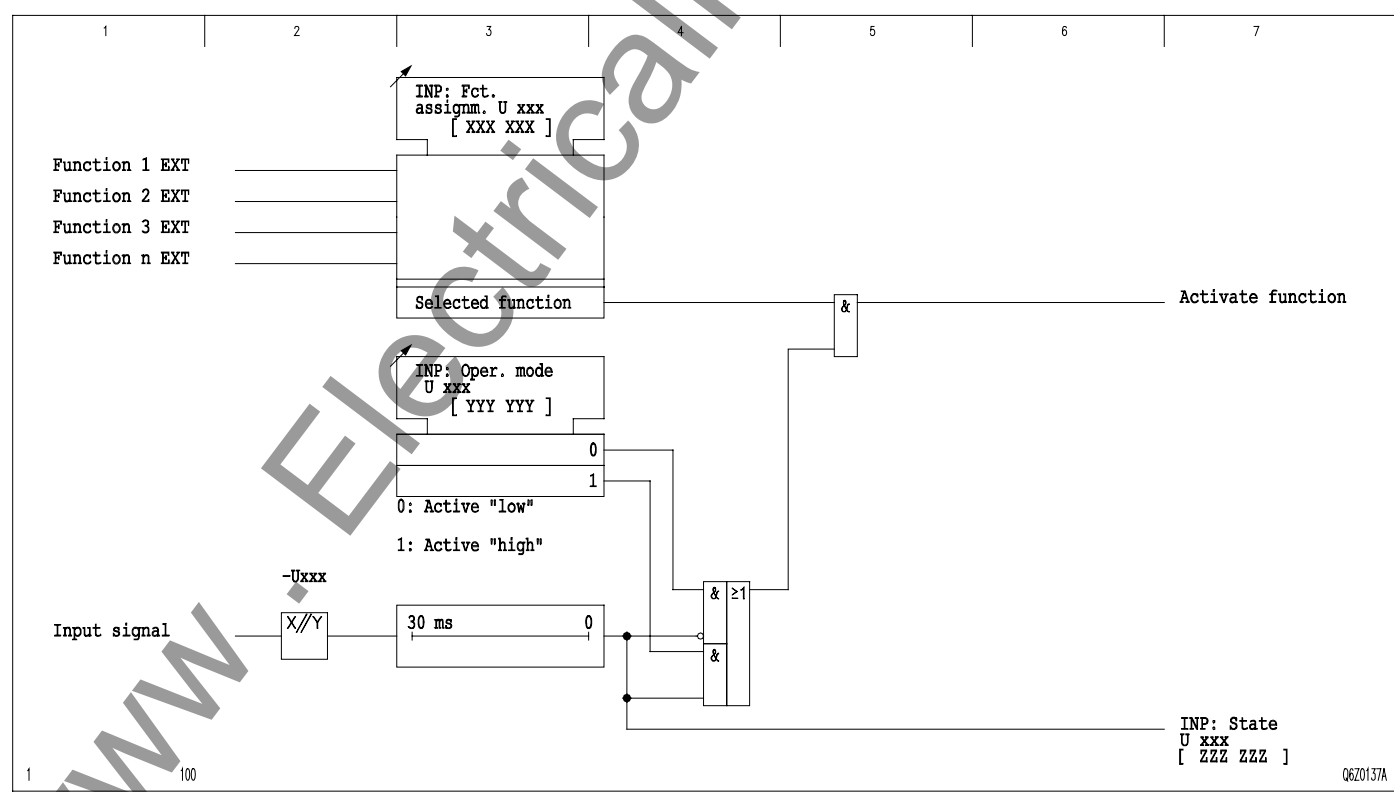 1 2 3 4 5 6 7
INP: Fct.
assignm. U xxx
[ XXX XXX ]
Function 1 EXT
Function 2 EXT
Function 3 EXT
Function n EXT
Selected function
&
Activate function
INP: Oper. mode
U xxx
[ YYY YYY ]
0
1
0: Active "low"
1: Active "high"
-Uxxx
X//Y
Input signal
30 ms 0
& ≥1
&
INP: State
U xxx
[ ZZZ ZZZ ]
1 100 Q6Z0137A
www. Electricall